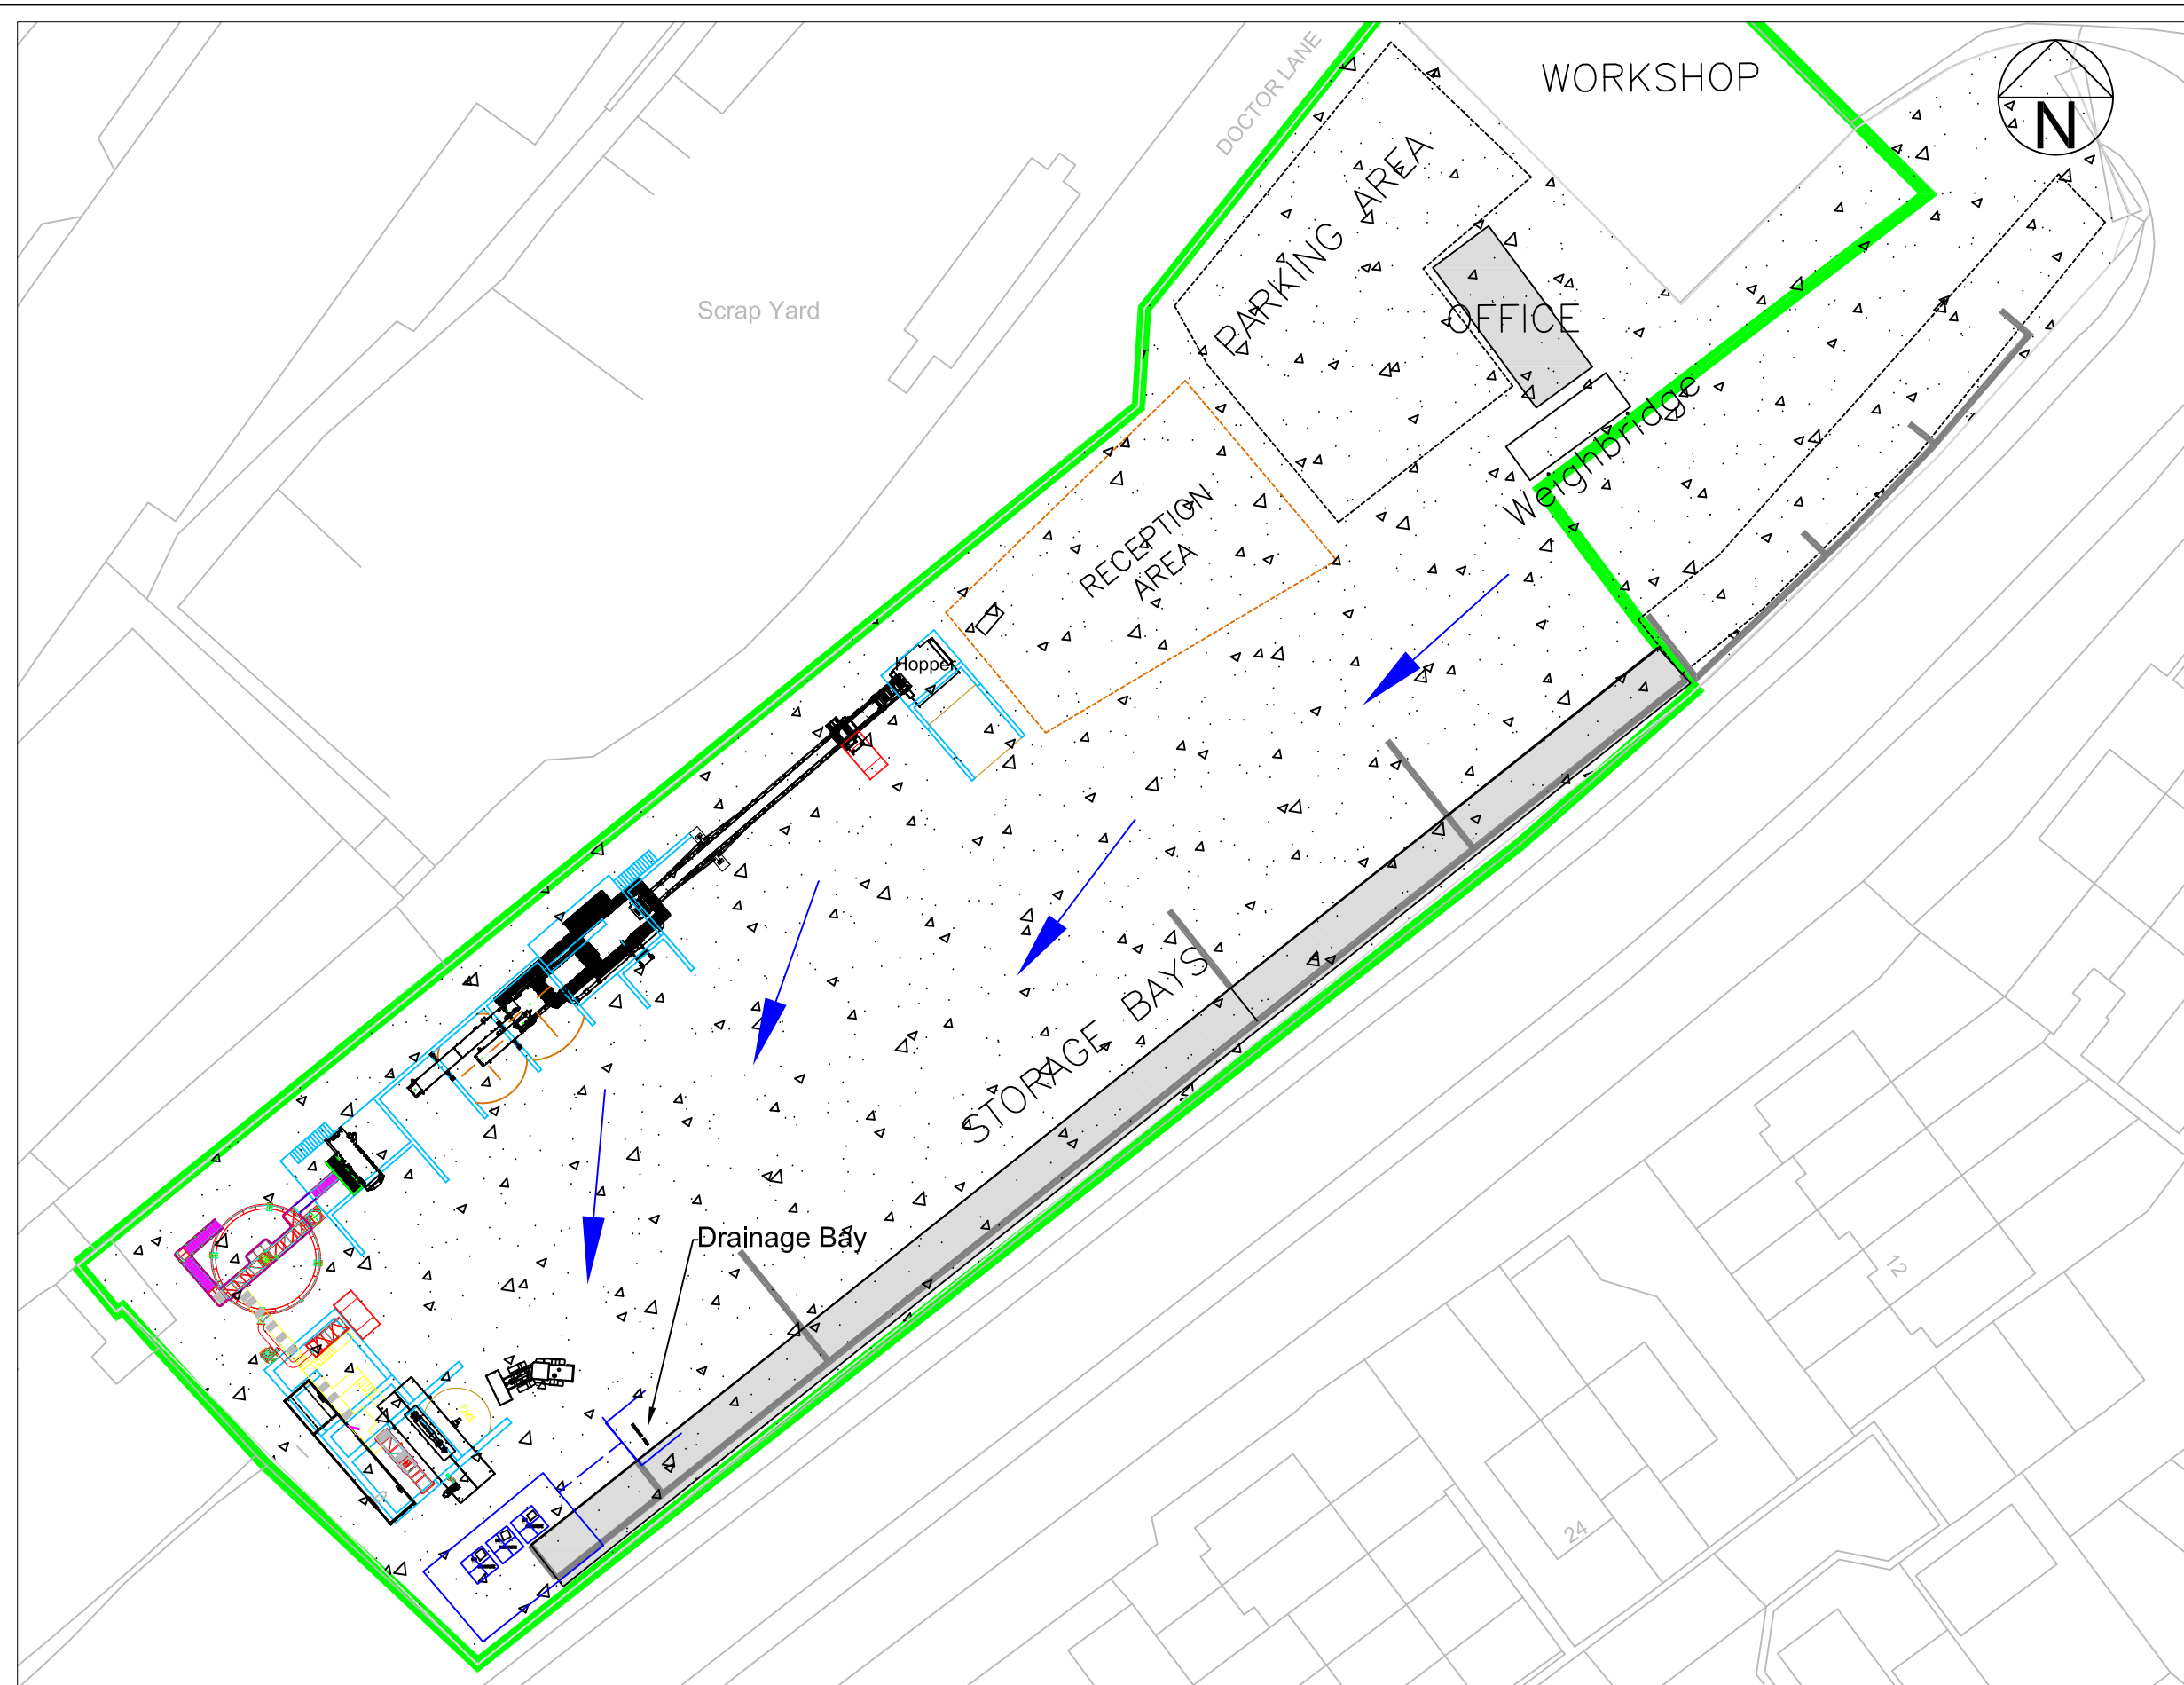 WORKSHOP
N
DOCTOR LANE
PARKING AREA
Scrap Yard
OFFICE
Weighbridge
RECEPTION
AREA
Hopper
STORAGE BAYS
Drainage Bay
12
24